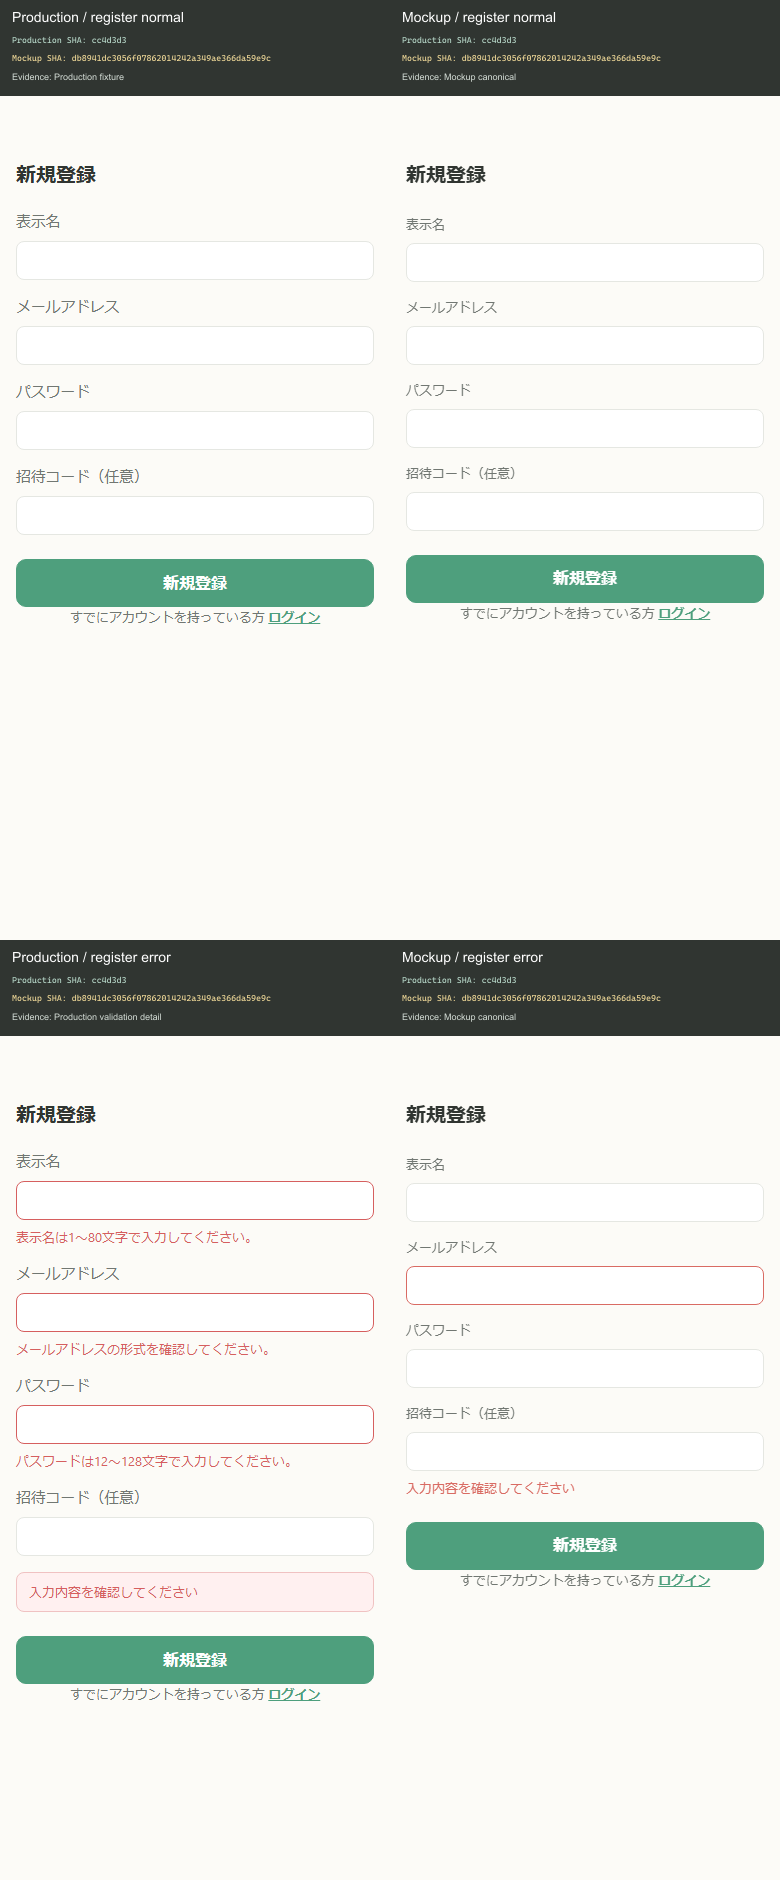 Production / register normal
Production SHA: cc4d3d3
Mockup SHA: db8941dc3056f07862014242a349ae366da59e9c
Evidence: Production fixture
新規登録
表示名
メールアドレス
パスワード
招待コード（任意）
新規登録
すでにアカウントを持っている方 ログイン
Mockup / register normal
Production SHA: cc4d3d3
Mockup SHA: db8941dc3056f07862014242a349ae366da59e9c
Evidence: Mockup canonical
新規登録
表示名
メールアドレス
パスワード
招待コード（任意）
新規登録
すでにアカウントを持っている方 ログイン
Production / register error
Production SHA: cc4d3d3
Mockup SHA: db8941dc3056f07862014242a349ae366da59e9c
Evidence: Production validation detail
新規登録
表示名
表示名は1〜80文字で入力してください。
メールアドレス
メールアドレスの形式を確認してください。
パスワード
パスワードは12〜128文字で入力してください。
招待コード（任意）
入力内容を確認してください
新規登録
すでにアカウントを持っている方 ログイン
Mockup / register error
Production SHA: cc4d3d3
Mockup SHA: db8941dc3056f07862014242a349ae366da59e9c
Evidence: Mockup canonical
新規登録
表示名
メールアドレス
パスワード
招待コード（任意）
入力内容を確認してください
新規登録
すでにアカウントを持っている方 ログイン